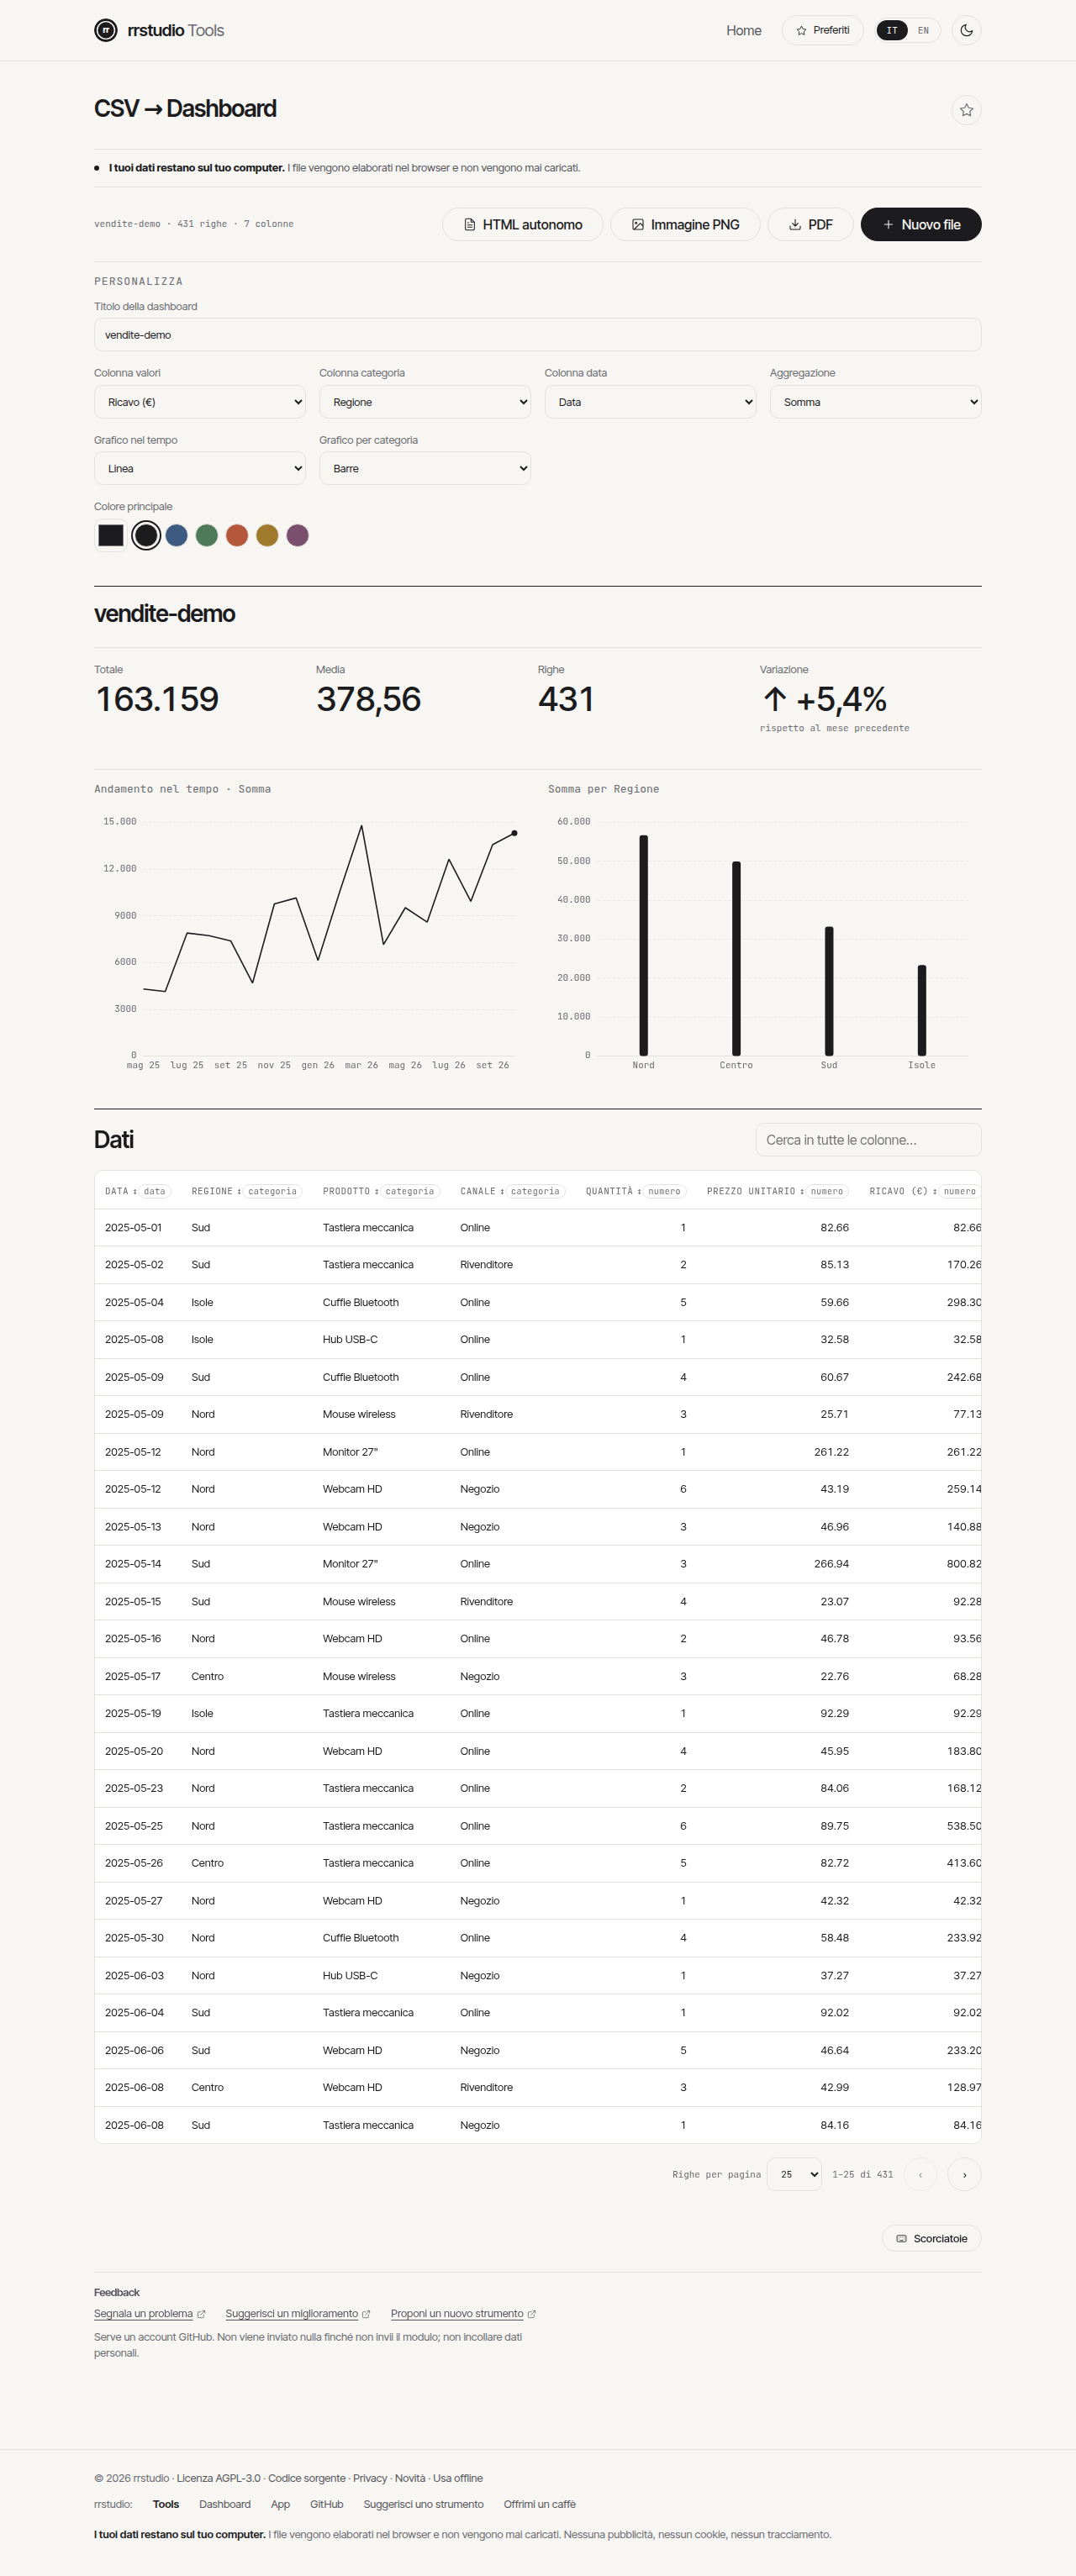 rr rrstudio Tools Home Preferiti IT EN
CSV → Dashboard
I tuoi dati restano sul tuo computer. I file vengono elaborati nel browser e non vengono mai caricati.
vendite-demo · 431 righe · 7 colonne HTML autonomo Immagine PNG PDF + Nuovo file
PERSONALIZZA
Titolo della dashboard
vendite-demo
Colonna valori Colonna categoria Colonna data Aggregazione
Ricavo (€) Regione Data Somma
Grafico nel tempo Grafico per categoria
Linea Barre
Colore principale
vendite-demo
Totale Media Righe Variazione
163.159 378,56 431 ↑ +5,4%
rispetto al mese precedente
Andamento nel tempo · Somma
15.000
12.000
9000
6000
3000
0
mag 25 lug 25 set 25 nov 25 gen 26 mar 26 mag 26 lug 26 set 26
Somma per Regione
60.000
50.000
40.000
30.000
20.000
10.000
0
Nord Centro Sud Isole
Dati Cerca in tutte le colonne…
DATA ↕ data REGIONE ↕ categoria PRODOTTO ↕ categoria CANALE ↕ categoria QUANTITÀ ↕ numero PREZZO UNITARIO ↕ numero RICAVO (€) ↕ numero
2025-05-01 Sud Tastiera meccanica Online 1 82.66 82.66
2025-05-02 Sud Tastiera meccanica Rivenditore 2 85.13 170.26
2025-05-04 Isole Cuffie Bluetooth Online 5 59.66 298.30
2025-05-08 Isole Hub USB-C Online 1 32.58 32.58
2025-05-09 Sud Cuffie Bluetooth Online 4 60.67 242.68
2025-05-09 Nord Mouse wireless Rivenditore 3 25.71 77.13
2025-05-12 Nord Monitor 27" Online 1 261.22 261.22
2025-05-12 Nord Webcam HD Negozio 6 43.19 259.14
2025-05-13 Nord Webcam HD Negozio 3 46.96 140.88
2025-05-14 Sud Monitor 27" Online 3 266.94 800.82
2025-05-15 Sud Mouse wireless Rivenditore 4 23.07 92.28
2025-05-16 Nord Webcam HD Online 2 46.78 93.56
2025-05-17 Centro Mouse wireless Negozio 3 22.76 68.28
2025-05-19 Isole Tastiera meccanica Online 1 92.29 92.29
2025-05-20 Nord Webcam HD Online 4 45.95 183.80
2025-05-23 Nord Tastiera meccanica Online 2 84.06 168.12
2025-05-25 Nord Tastiera meccanica Online 6 89.75 538.50
2025-05-26 Centro Tastiera meccanica Online 5 82.72 413.60
2025-05-27 Nord Webcam HD Negozio 1 42.32 42.32
2025-05-30 Nord Cuffie Bluetooth Online 4 58.48 233.92
2025-06-03 Nord Hub USB-C Negozio 1 37.27 37.27
2025-06-04 Sud Tastiera meccanica Online 1 92.02 92.02
2025-06-06 Sud Webcam HD Negozio 5 46.64 233.20
2025-06-08 Centro Webcam HD Rivenditore 3 42.99 128.97
2025-06-08 Sud Tastiera meccanica Negozio 1 84.16 84.16
Righe per pagina 25 1–25 di 431 ‹ ›
Scorciatoie
Feedback
Segnala un problema Suggerisci un miglioramento Proponi un nuovo strumento
Serve un account GitHub. Non viene inviato nulla finché non invii il modulo; non incollare dati
personali.
© 2026 rrstudio · Licenza AGPL-3.0 · Codice sorgente · Privacy · Novità · Usa offline
rrstudio: Tools Dashboard App GitHub Suggerisci uno strumento Offrimi un caffè
I tuoi dati restano sul tuo computer. I file vengono elaborati nel browser e non vengono mai caricati. Nessuna pubblicità, nessun cookie, nessun tracciamento.